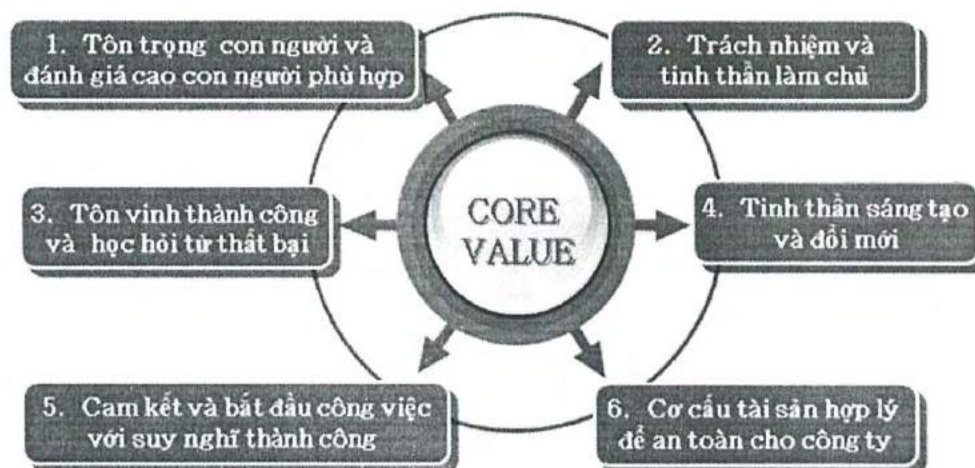 1. Tôn trọng con người và
đánh giá cao con người phù hợp
2. Trách nhiệm và
tinh thần làm chủ
3. Tôn vinh thành công
và học hỏi từ thất bại
CORE
VALUE
4. Tinh thần sáng tạo
và đổi mới
5. Cam kết và bắt đầu công việc
với suy nghĩ thành công
6. Cơ cấu tài sản hợp lý
để an toàn cho công ty